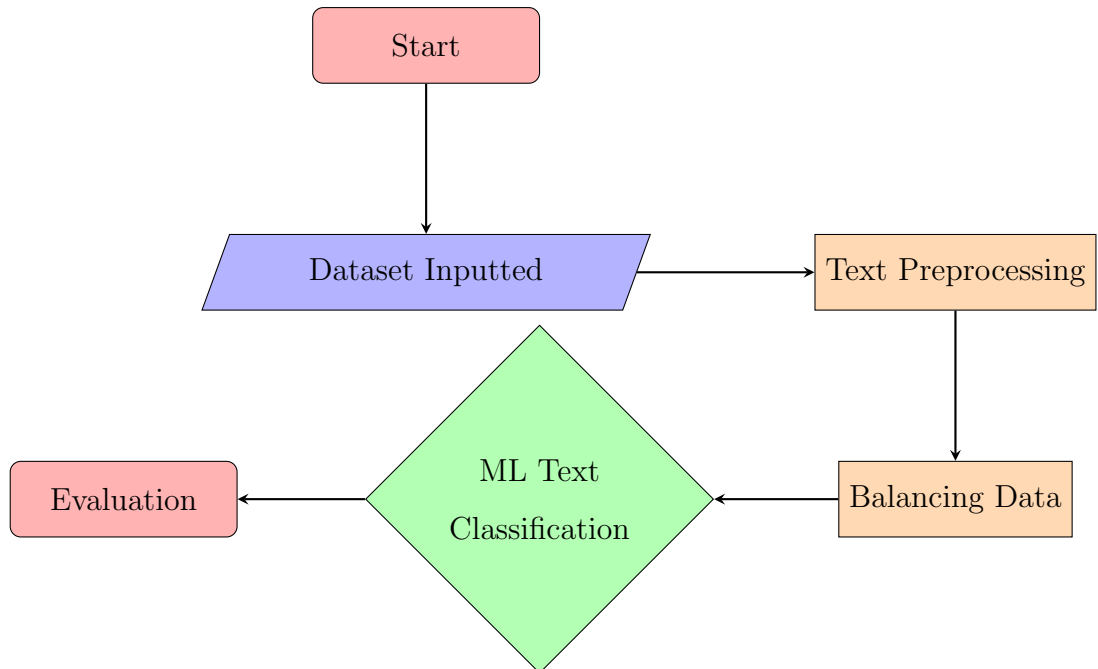 Start
Dataset Inputted
Text Preprocessing
ML Text
Classification
Balancing Data
Evaluation